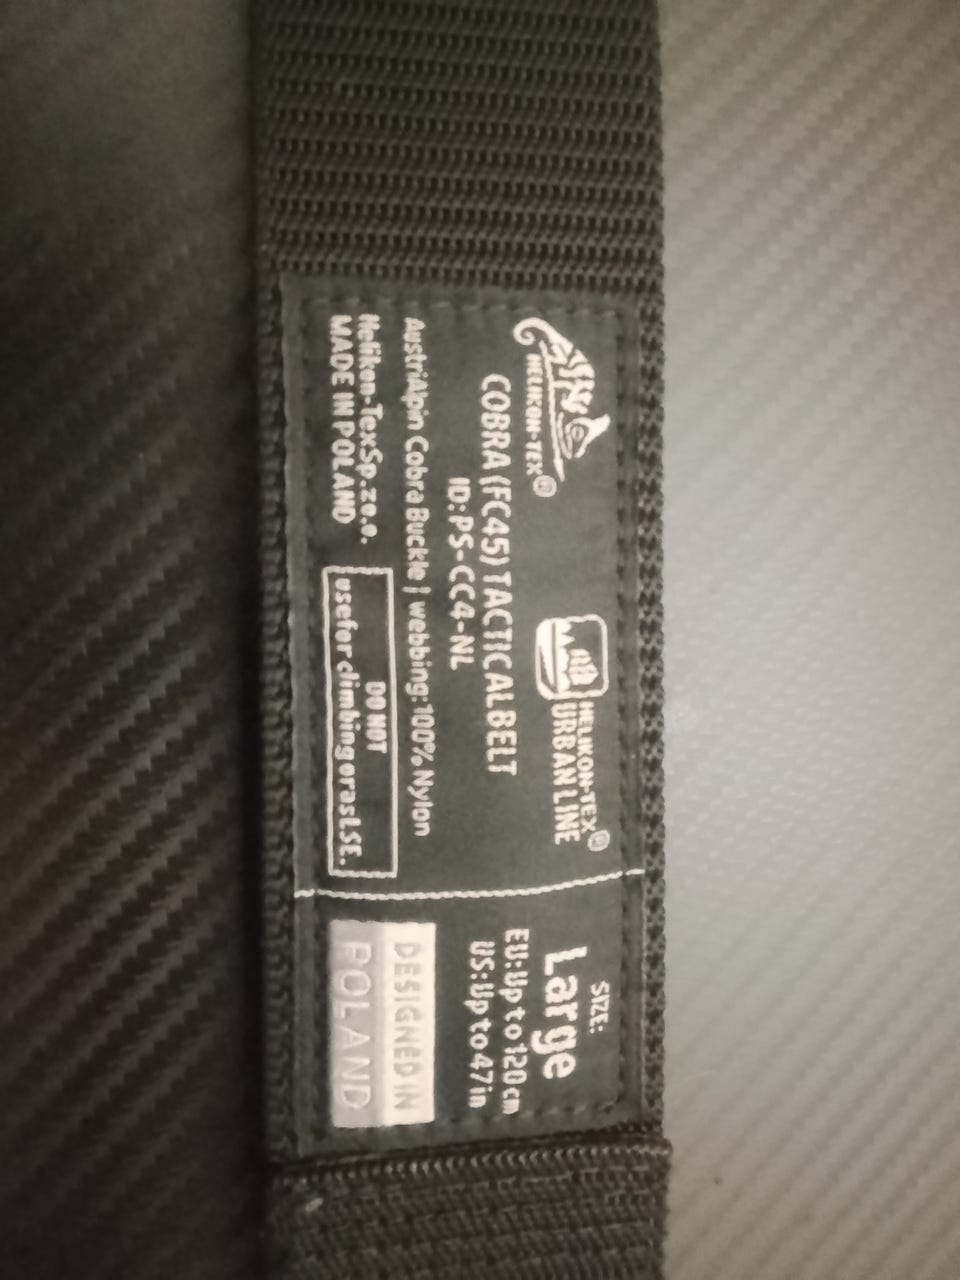 HELIKON-TEX®
HELIKON-TEX®
URBAN LINE
COBRA (FC45) TACTICAL BELT
ID: PS-CC4-NL
AustriAlpin Cobra Buckle | webbing: 100% Nylon
Helikon-Tex Sp. z o.o.
MADE IN POLAND
DO NOT
use for climbing or as LSE.
SIZE:
Large
EU: Up to 120 cm
US: Up to 47 in
DESIGNED IN
POLAND